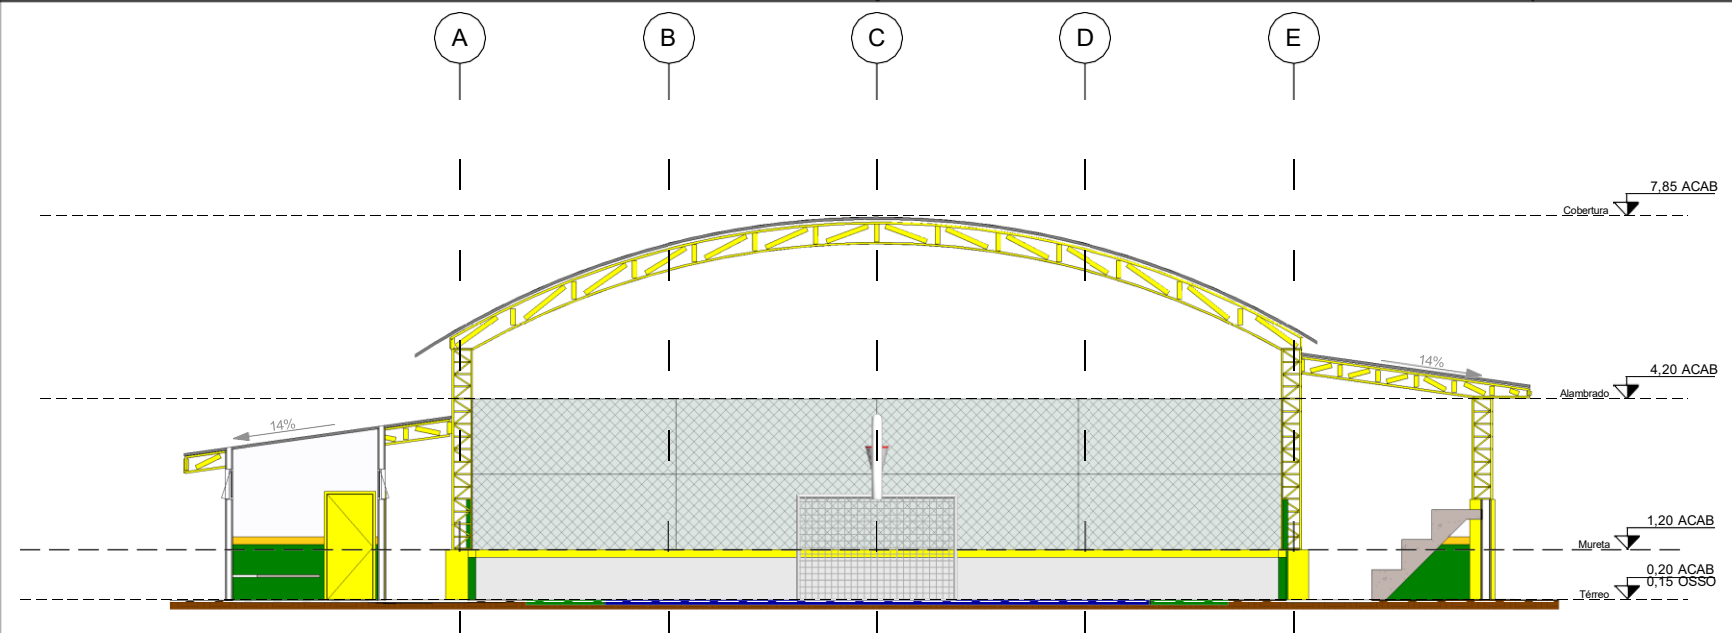 A B C D E
7,85 ACAB
Cobertura
14%
4,20 ACAB
Alambrado
14%
1,20 ACAB
Mureta
0,20 ACAB
0,15 OSSO
Térreo